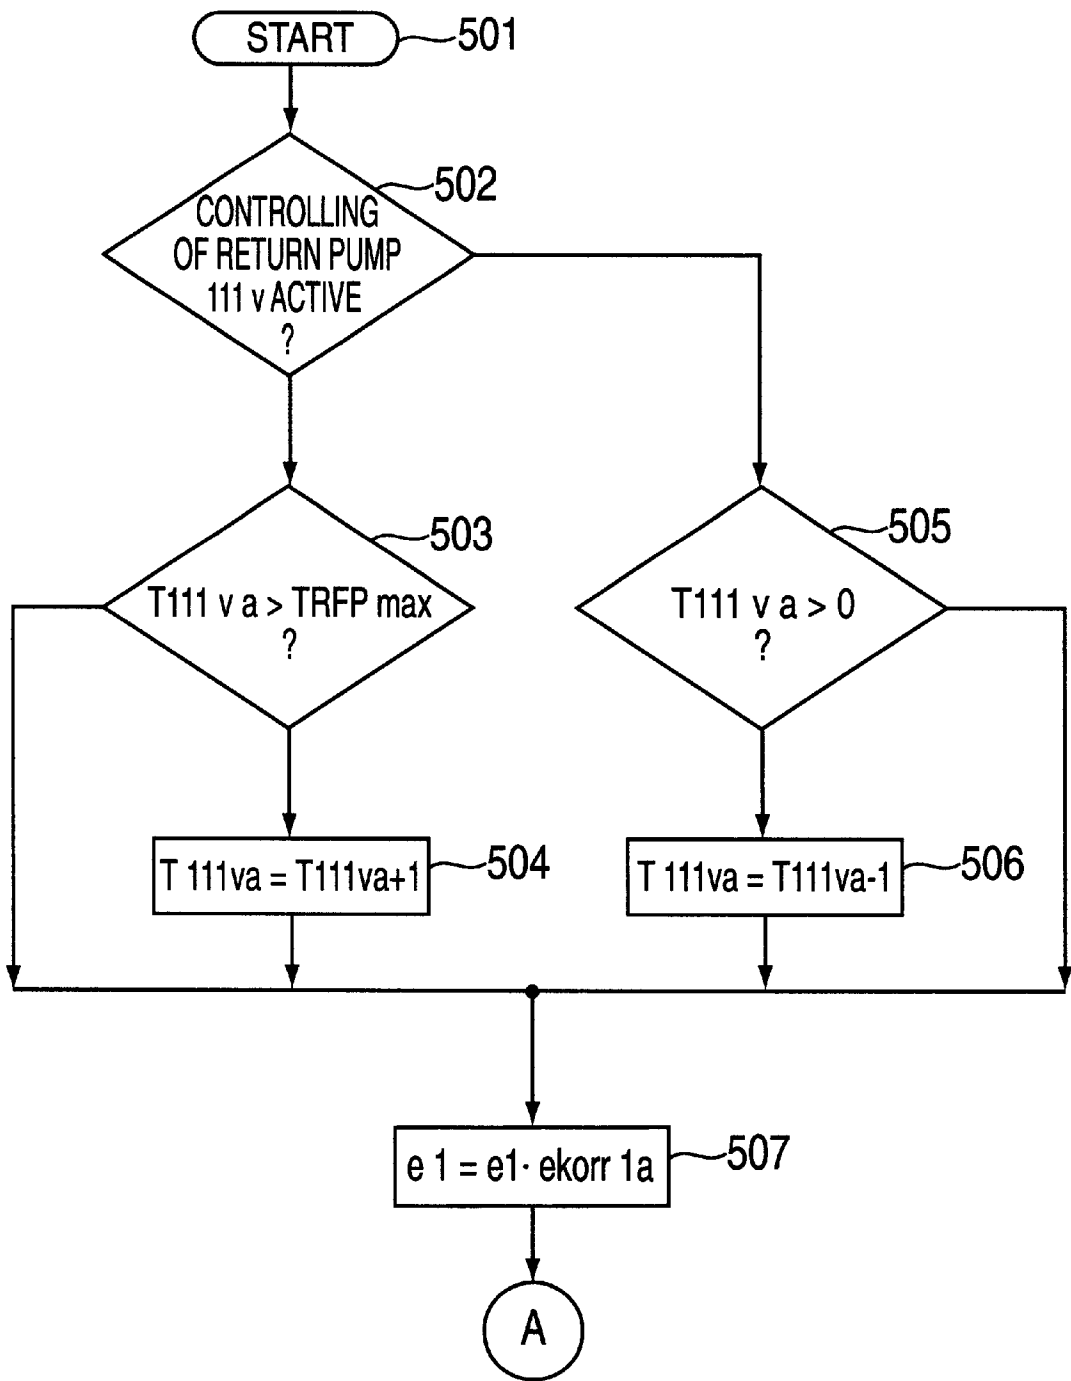 START
501
502
CONTROLLING
OF RETURN PUMP
111 v ACTIVE
?
503
T111 v a > TRFP max
?
505
T111 v a > 0
?
T 111va = T111va+1
504
T 111va = T111va-1
506
e 1 = e1· ekorr 1a
507
A